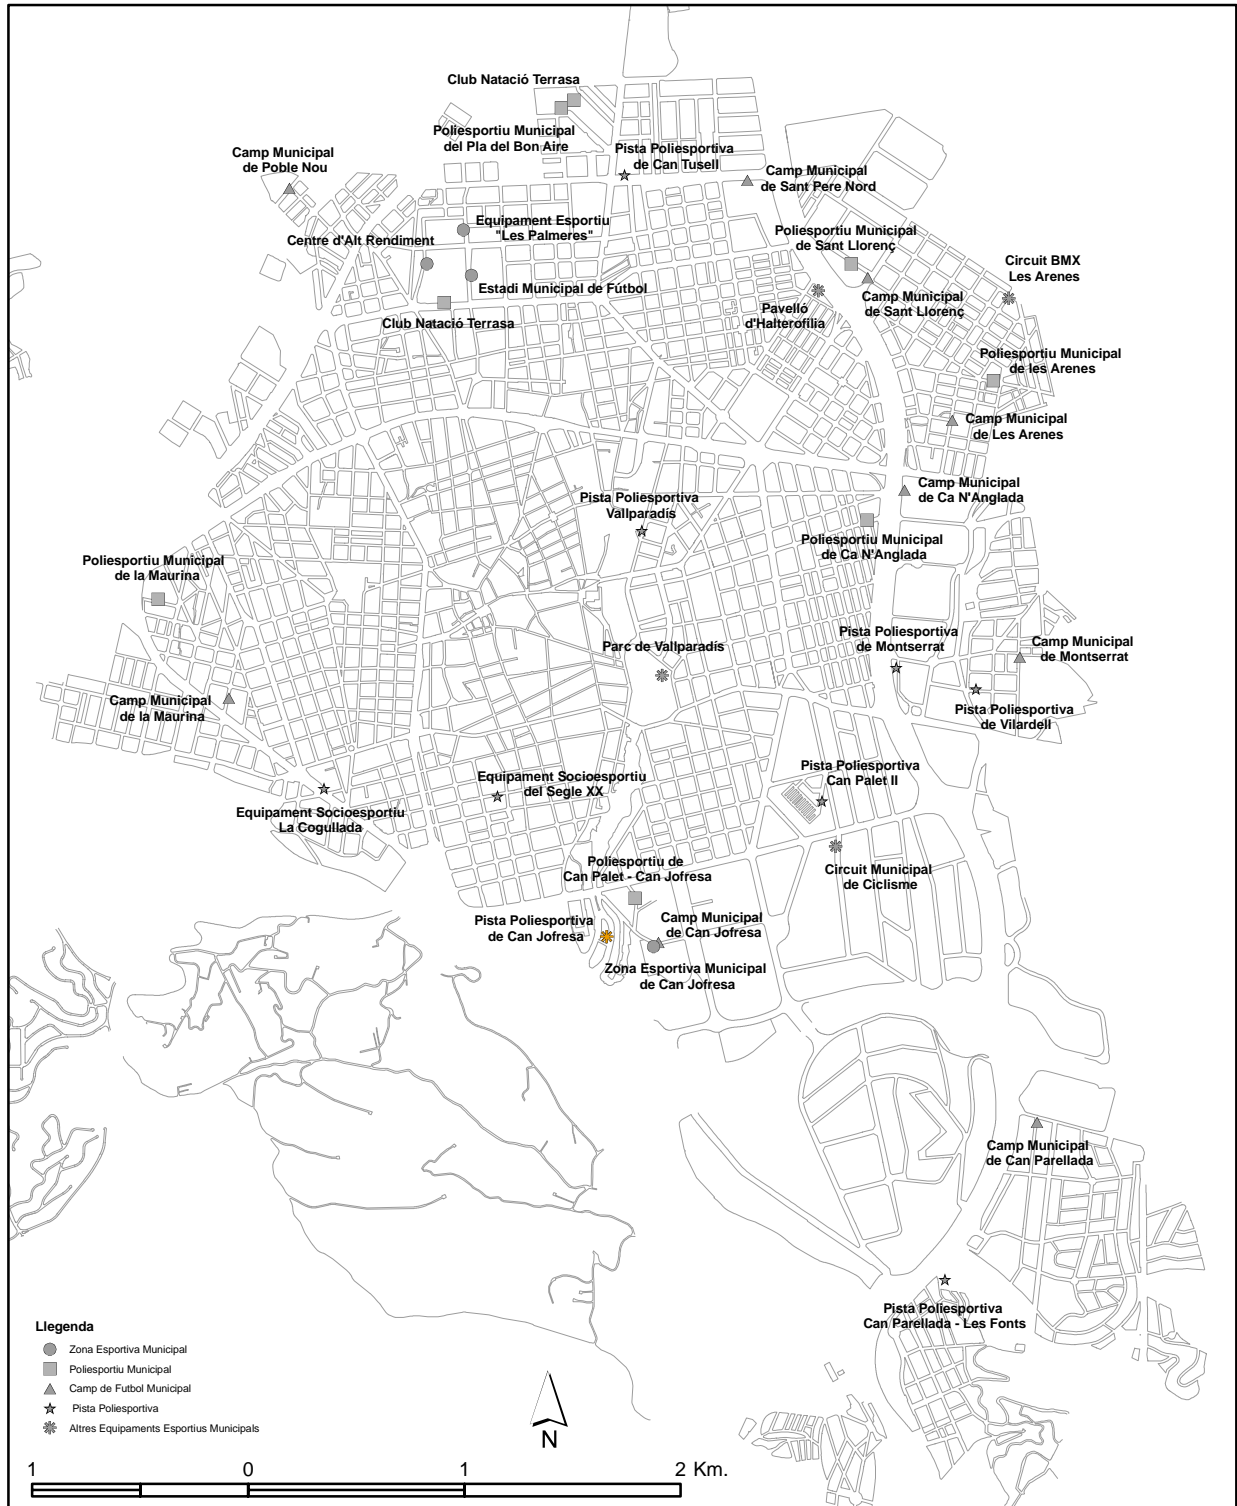 Club Natació Terrasa
Poliesportiu Municipal
del Pla del Bon Aire
Camp Municipal
de Poble Nou
Pista Poliesportiva
de Can Tusell
Camp Municipal
de Sant Pere Nord
Equipament Esportiu
"Les Palmeres"
Centre d'Alt Rendiment
Poliesportiu Municipal
de Sant Llorenç
Circuit BMX
Les Arenes
Estadi Municipal de Fútbol
Camp Municipal
de Sant Llorenç
Pavelló
d'Halterofília
Club Natació Terrasa
Poliesportiu Municipal
de les Arenes
Camp Municipal
de Les Arenes
Camp Municipal
de Ca N'Anglada
Pista Poliesportiva
Vallparadís
Poliesportiu Municipal
de Ca N'Anglada
Poliesportiu Municipal
de la Maurina
Pista Poliesportiva
de Montserrat
Camp Municipal
de Montserrat
Parc de Vallparadís
Camp Municipal
de la Maurina
Pista Poliesportiva
de Vilardell
Pista Poliesportiva
Can Palet II
Equipament Socioesportiu
del Segle XX
Equipament Socioesportiu
La Cogullada
Poliesportiu de
Can Palet - Can Jofresa
Circuit Municipal
de Ciclisme
Pista Poliesportiva
de Can Jofresa
Camp Municipal
de Can Jofresa
Zona Esportiva Municipal
de Can Jofresa
Camp Municipal
de Can Parellada
Pista Poliesportiva
Can Parellada - Les Fonts
Llegenda
Zona Esportiva Municipal
Poliesportiu Municipal
Camp de Futbol Municipal
Pista Poliesportiva
Altres Equipaments Esportius Municipals
N
1 0 1 2 Km.